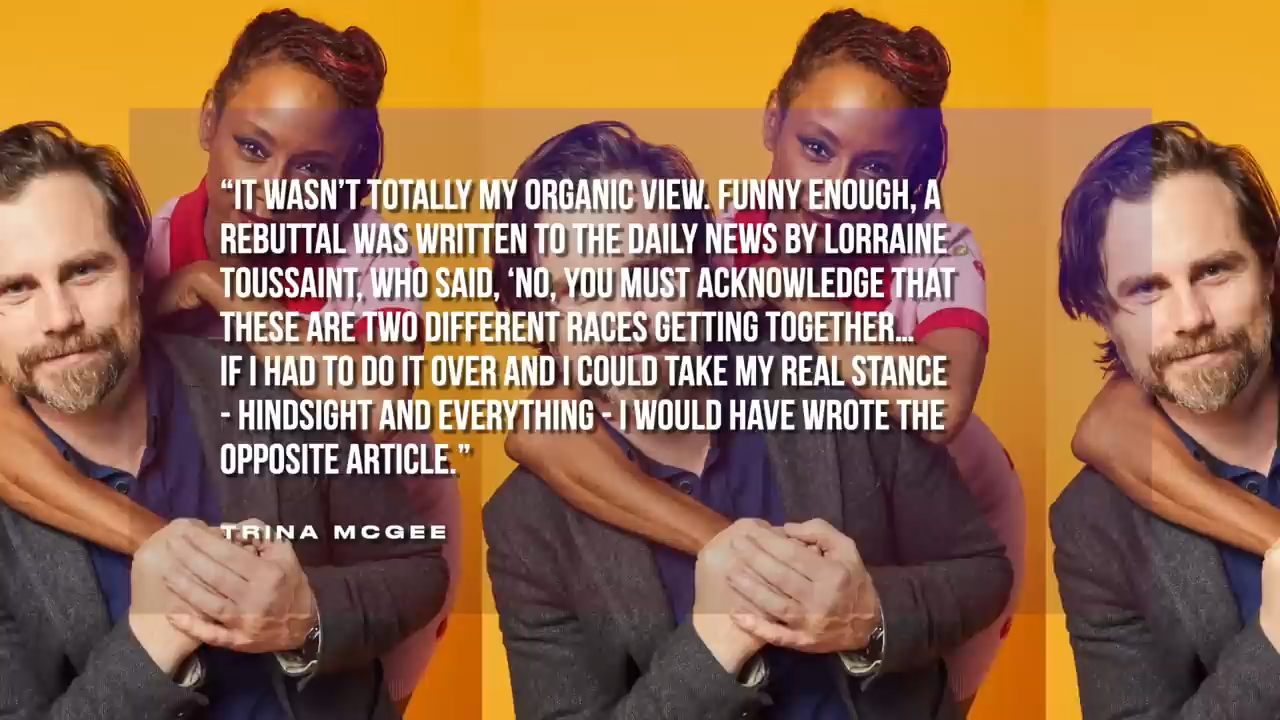 “IT WASN’T TOTALLY MY ORGANIC VIEW. FUNNY ENOUGH, A
REBUTTAL WAS WRITTEN TO THE DAILY NEWS BY LORRAINE
TOUSSAINT, WHO SAID, ‘NO, YOU MUST ACKNOWLEDGE THAT
THESE ARE TWO DIFFERENT RACES GETTING TOGETHER...
IF I HAD TO DO IT OVER AND I COULD TAKE MY REAL STANCE
- HINDSIGHT AND EVERYTHING - I WOULD HAVE WROTE THE
OPPOSITE ARTICLE.”
TRINA MCGEE